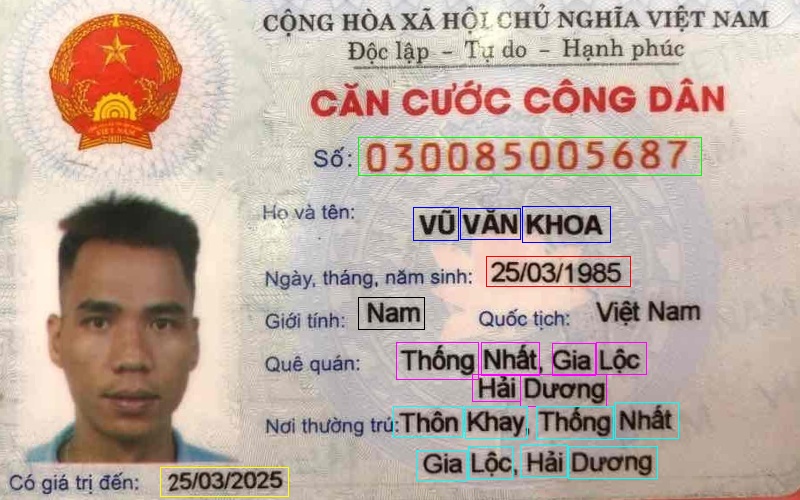 CỘNG HÒA XÃ HỘI CHỦ NGHĨA VIỆT NAM
Độc lập - Tự do - Hạnh phúc
CĂN CƯỚC CÔNG DÂN
Số: 030085005687
Họ và tên: VŨ VĂN KHOA
Ngày, tháng, năm sinh: 25/03/1985
Giới tính: Nam Quốc tịch: Việt Nam
Quê quán: Thống Nhất, Gia Lộc
Hải Dương
Nơi thường trú: Thôn Khay, Thống Nhất
Gia Lộc, Hải Dương
Có giá trị đến: 25/03/2025